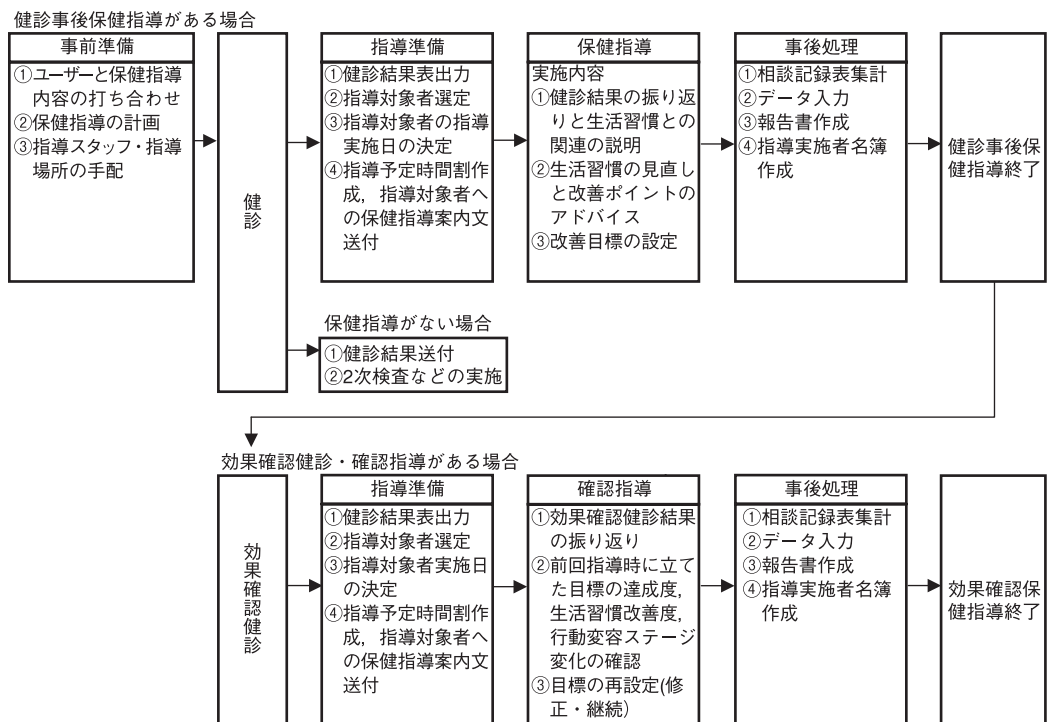 健診事後保健指導がある場合
事前準備
①ユーザーと保健指導
内容の打ち合わせ
②保健指導の計画
③指導スタッフ・指導
場所の手配
健診
指導準備
①健診結果表出力
②指導対象者選定
③指導対象者の指導
実施日の決定
④指導予定時間割作
成，指導対象者へ
の保健指導案内文
送付
保健指導
実施内容
①健診結果の振り返
りと生活習慣との
関連の説明
②生活習慣の見直し
と改善ポイントの
アドバイス
③改善目標の設定
事後処理
①相談記録表集計
②データ入力
③報告書作成
④指導実施者名簿
作成
健診事後保
健指導終了
保健指導がない場合
①健診結果送付
②2次検査などの実施
効果確認健診・確認指導がある場合
効果確認健診
指導準備
①健診結果表出力
②指導対象者選定
③指導対象者実施日
の決定
④指導予定時間割作
成，指導対象者へ
の保健指導案内文
送付
確認指導
①効果確認健診結果
の振り返り
②前回指導時に立て
た目標の達成度，
生活習慣改善度，
行動変容ステージ
変化の確認
③目標の再設定(修
正・継続）
事後処理
①相談記録表集計
②データ入力
③報告書作成
④指導実施者名簿
作成
効果確認保
健指導終了